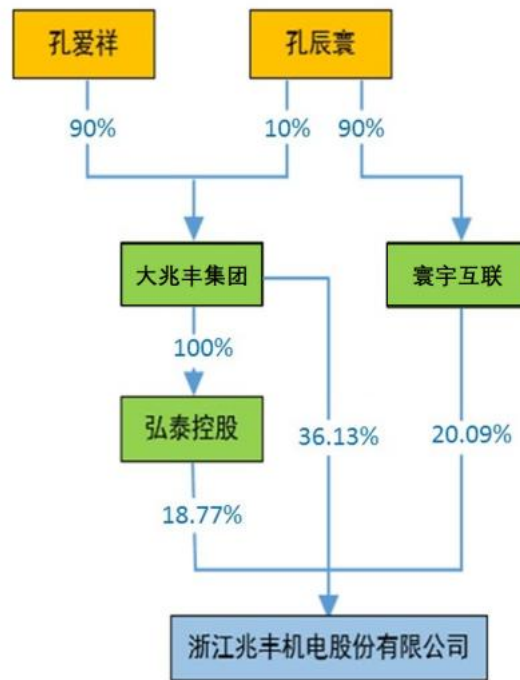 孔爱祥
孔辰寰
90%
10%
90%
大兆丰集团
寰宇互联
100%
弘泰控股
36.13%
20.09%
18.77%
浙江兆丰机电股份有限公司